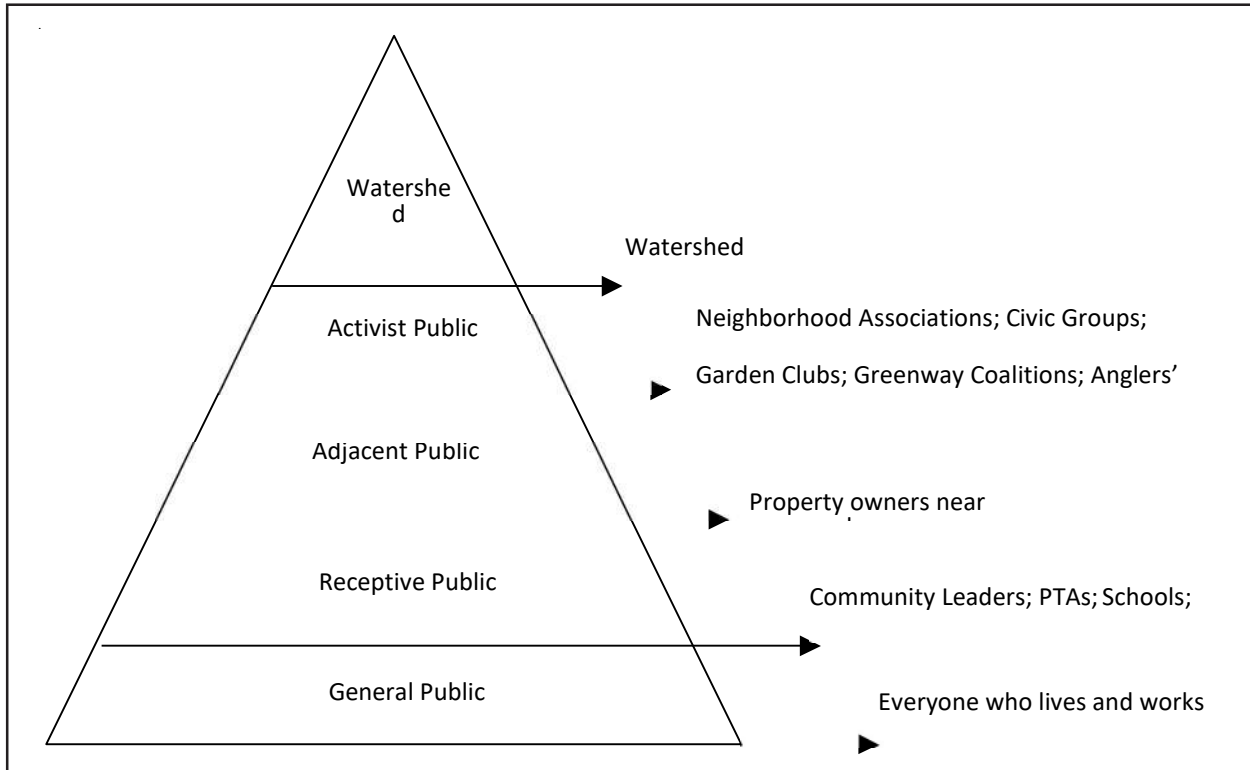 Watershe
d
Watershed
Activist Public
Neighborhood Associations; Civic Groups;
Garden Clubs; Greenway Coalitions; Anglers’
Adjacent Public
Property owners near
Receptive Public
Community Leaders; PTAs; Schools;
General Public
Everyone who lives and works